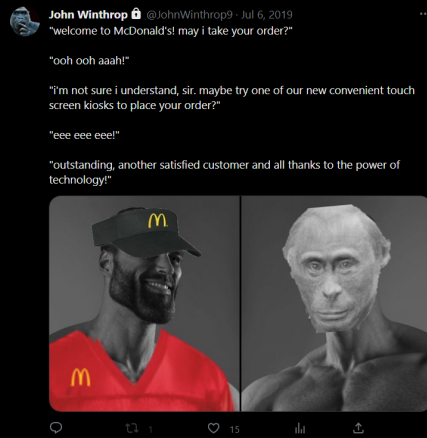 John Winthrop 🔒 @JohnWinthrop9 · Jul 6, 2019
"welcome to McDonald's! may i take your order?"
"ooh ooh aaah!"
"i'm not sure i understand, sir. maybe try one of our new convenient touch
screen kiosks to place your order?"
"eee eee eee!"
"outstanding, another satisfied customer and all thanks to the power of
technology!"
M
M
1
15